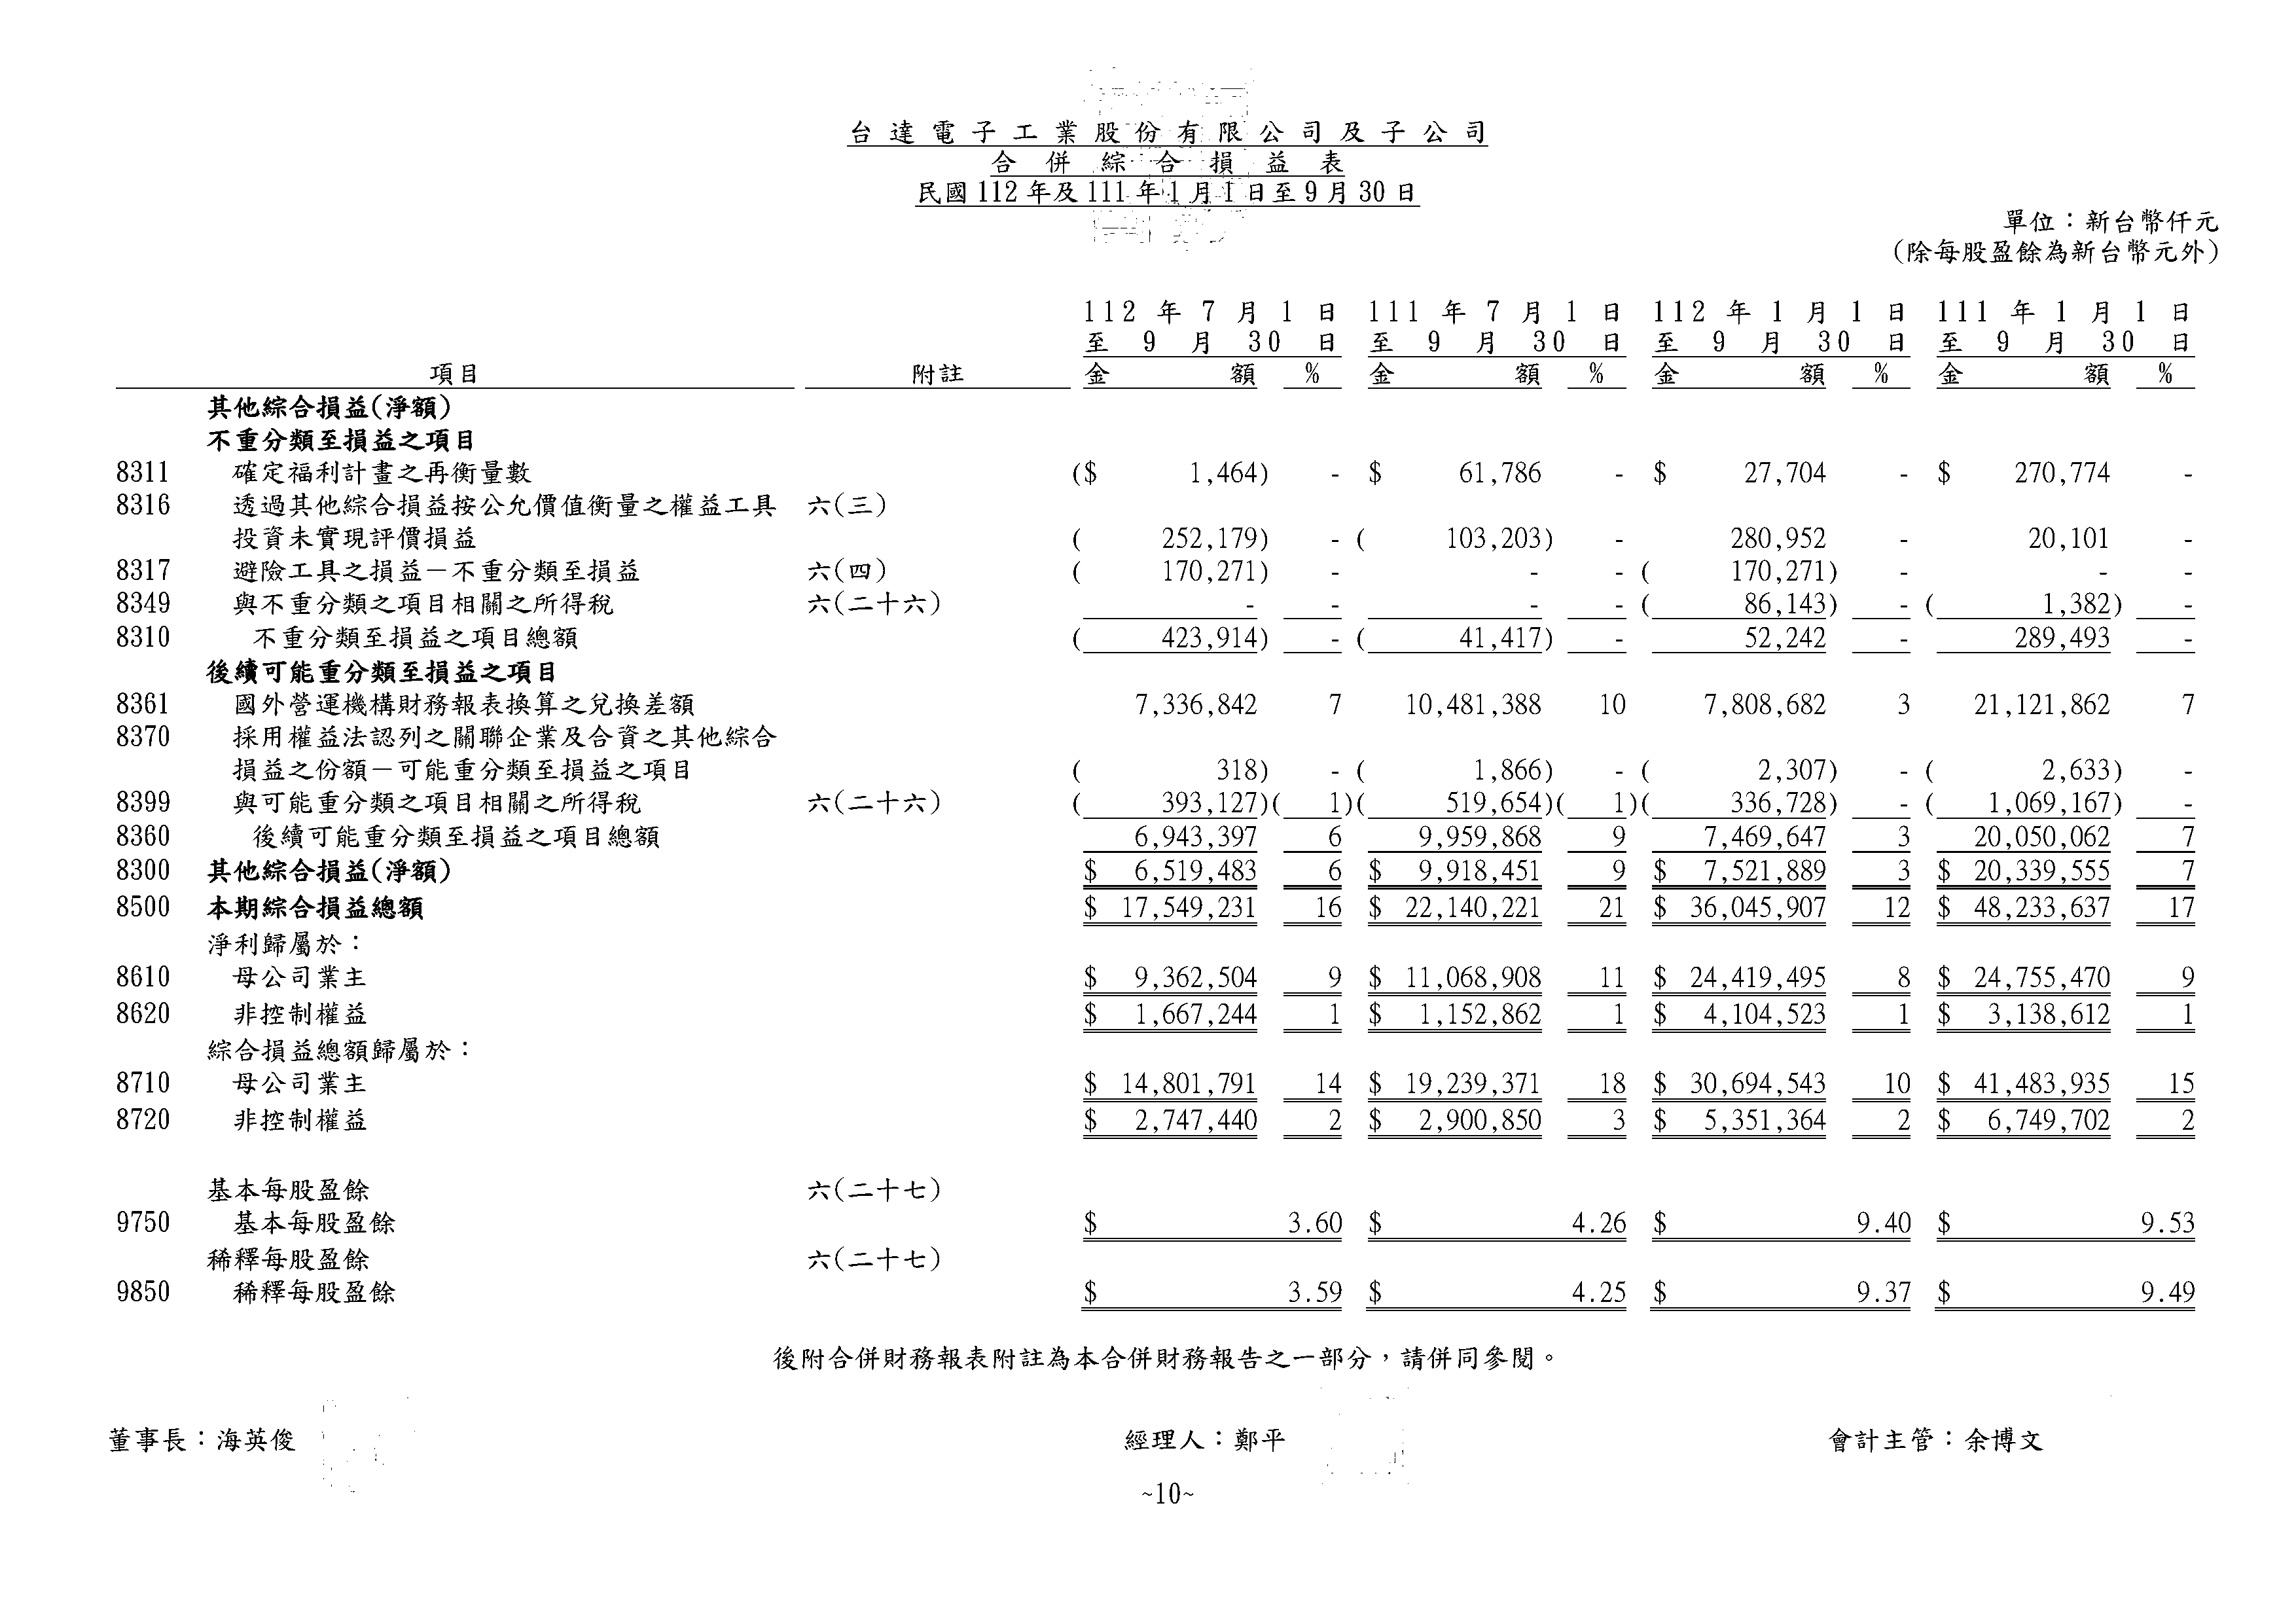 台達電子工業股份有限公司及子公司
合併綜合損益表
民國112年及111年1月1日至9月30日
單位：新台幣仟元
(除每股盈餘為新台幣元外)
112年7月1日 111年7月1日 112年1月1日 111年1月1日
至9月30日 至9月30日 至9月30日 至9月30日
項目 附註 金額 % 金額 % 金額 % 金額 %
其他綜合損益(淨額)
不重分類至損益之項目
8311 確定福利計畫之再衡量數 ($ 1,464) - $ 61,786 - $ 27,704 - $ 270,774 -
8316 透過其他綜合損益按公允價值衡量之權益工具 六(三)
投資未實現評價損益 ( 252,179) - ( 103,203) - 280,952 - 20,101 -
8317 避險工具之損益－不重分類至損益 六(四) ( 170,271) - - - ( 170,271) - - -
8349 與不重分類之項目相關之所得稅 六(二十六) - - - - ( 86,143) - ( 1,382) -
8310 不重分類至損益之項目總額 ( 423,914) - ( 41,417) - 52,242 - 289,493 -
後續可能重分類至損益之項目
8361 國外營運機構財務報表換算之兌換差額 7,336,842 7 10,481,388 10 7,808,682 3 21,121,862 7
8370 採用權益法認列之關聯企業及合資之其他綜合
損益之份額－可能重分類至損益之項目 ( 318) - ( 1,866) - ( 2,307) - ( 2,633) -
8399 與可能重分類之項目相關之所得稅 六(二十六) ( 393,127)( 1)( 519,654)( 1)( 336,728) - ( 1,069,167) -
8360 後續可能重分類至損益之項目總額 6,943,397 6 9,959,868 9 7,469,647 3 20,050,062 7
8300 其他綜合損益(淨額) $ 6,519,483 6 $ 9,918,451 9 $ 7,521,889 3 $ 20,339,555 7
8500 本期綜合損益總額 $ 17,549,231 16 $ 22,140,221 21 $ 36,045,907 12 $ 48,233,637 17
淨利歸屬於：
8610 母公司業主 $ 9,362,504 9 $ 11,068,908 11 $ 24,419,495 8 $ 24,755,470 9
8620 非控制權益 $ 1,667,244 1 $ 1,152,862 1 $ 4,104,523 1 $ 3,138,612 1
綜合損益總額歸屬於：
8710 母公司業主 $ 14,801,791 14 $ 19,239,371 18 $ 30,694,543 10 $ 41,483,935 15
8720 非控制權益 $ 2,747,440 2 $ 2,900,850 3 $ 5,351,364 2 $ 6,749,702 2
基本每股盈餘 六(二十七)
9750 基本每股盈餘 $ 3.60 $ 4.26 $ 9.40 $ 9.53
稀釋每股盈餘 六(二十七)
9850 稀釋每股盈餘 $ 3.59 $ 4.25 $ 9.37 $ 9.49
後附合併財務報表附註為本合併財務報告之一部分，請併同參閱。
董事長：海英俊 經理人：鄭平 會計主管：余博文
~10~